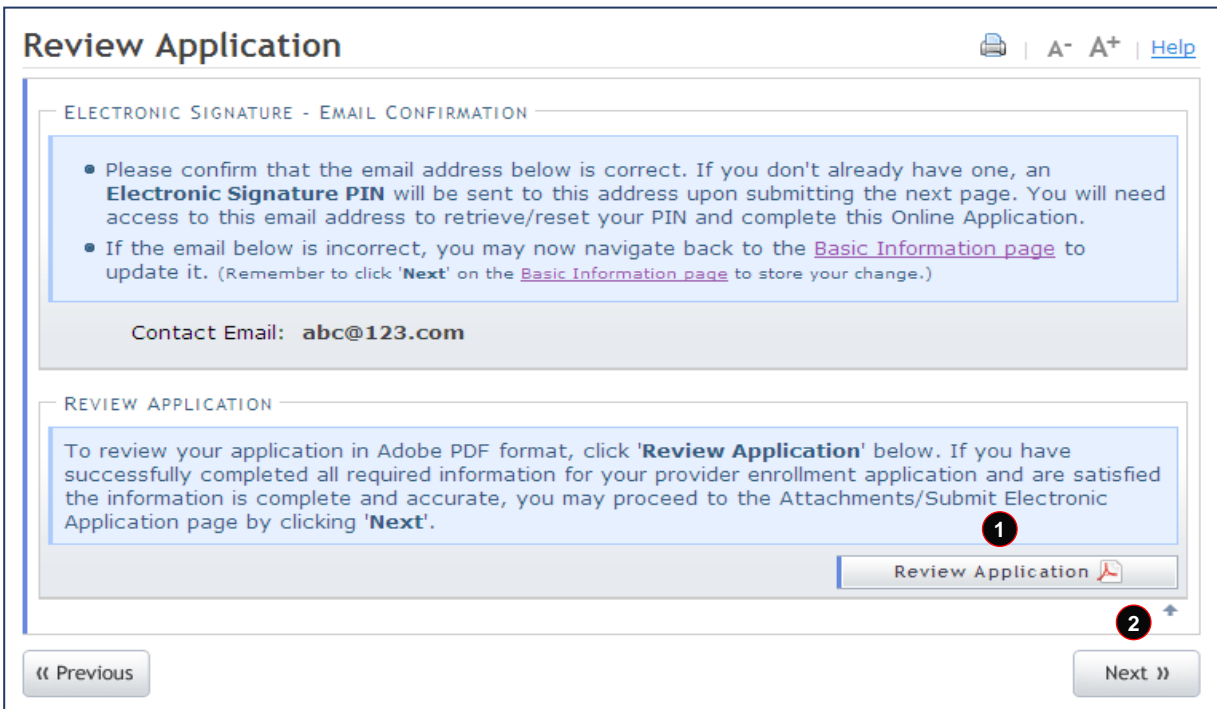 Review Application
A- A+ | Help
ELECTRONIC SIGNATURE - EMAIL CONFIRMATION
• Please confirm that the email address below is correct. If you don't already have one, an
Electronic Signature PIN will be sent to this address upon submitting the next page. You will need
access to this email address to retrieve/reset your PIN and complete this Online Application.
• If the email below is incorrect, you may now navigate back to the Basic Information page to
update it. (Remember to click 'Next' on the Basic Information page to store your change.)
Contact Email: abc@123.com
REVIEW APPLICATION
To review your application in Adobe PDF format, click 'Review Application' below. If you have
successfully completed all required information for your provider enrollment application and are satisfied
the information is complete and accurate, you may proceed to the Attachments/Submit Electronic
Application page by clicking 'Next'.
1
Review Application
2
« Previous
Next »